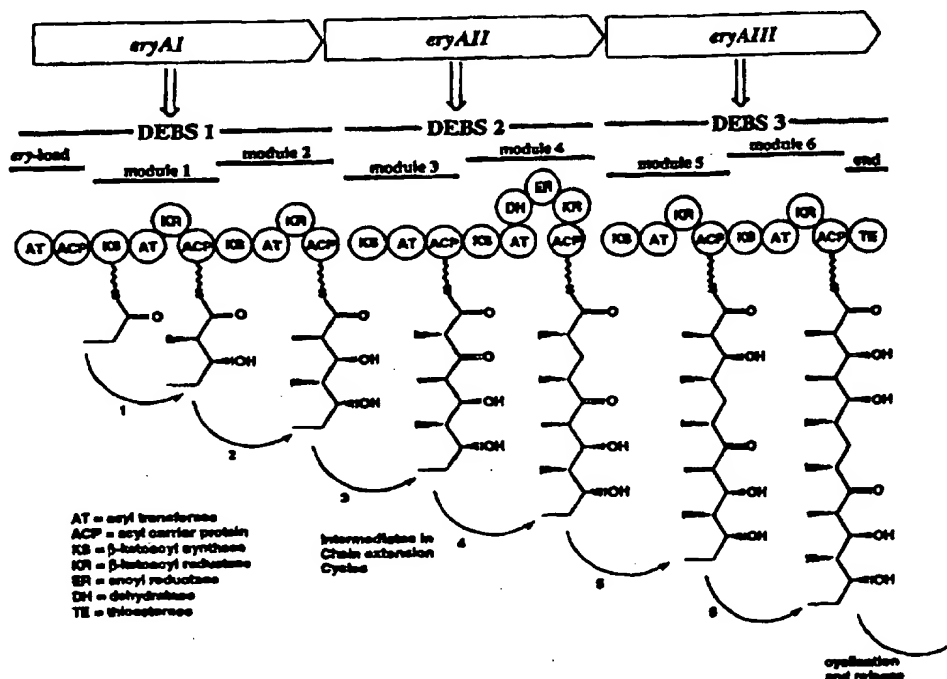 eryAI eryAII eryAIII
DEBS 1 DEBS 2 DEBS 3
ery-load module 1 module 2 module 3 module 4 module 5 module 6 end
AT ACP KS AT KR ACP KS AT KR ACP KS AT ACP KS AT DH ER KR ACP KS AT KR ACP KS AT KR ACP TE
S S S S S S S
O O O O O O O
OH OH O OH OH
OH OH O OH
OH O OH
OH OH O O
OH OH OH
OH OH
OH
1
2
3
4
5
6
AT = acyl transferase
ACP = acyl carrier protein
KS = β-ketoacyl synthase
KR = β-ketoacyl reductase
ER = enoyl reductase
DH = dehydratase
TE = thioesterase
Intermediates in
Chain extension
Cycles
cyclisation
and release